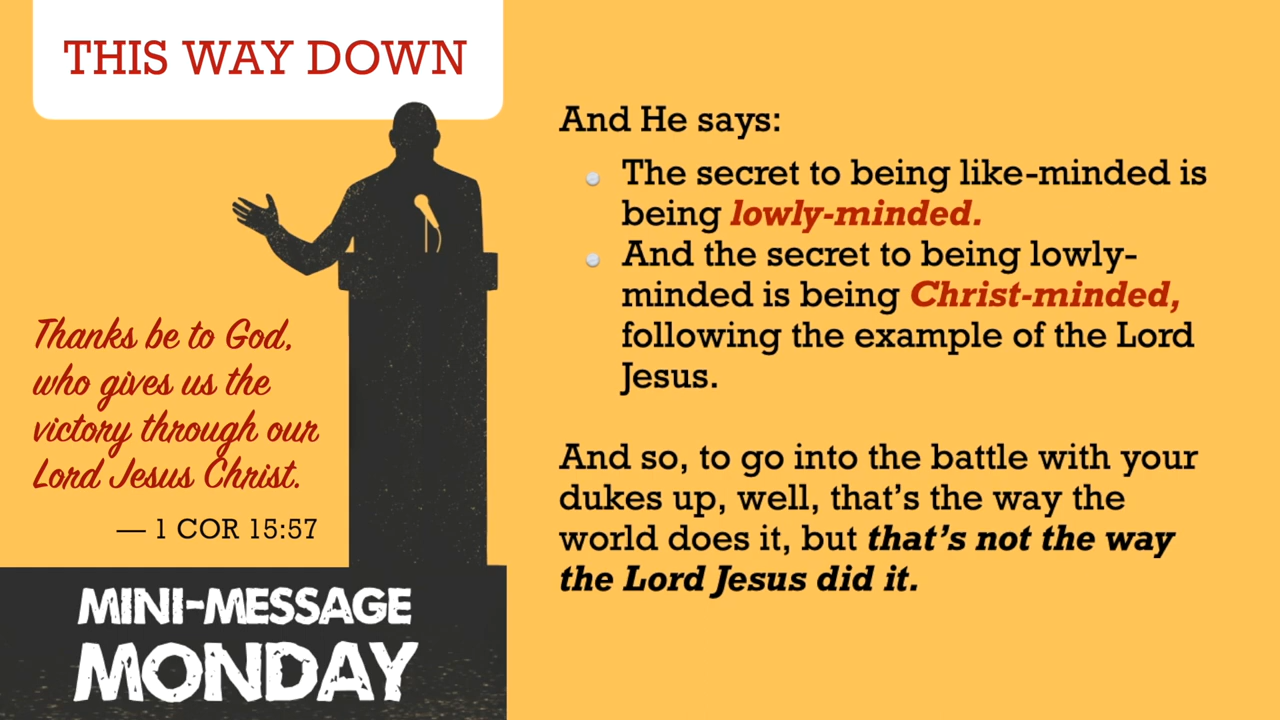 THIS WAY DOWN
Thanks be to God,
who gives us the
victory through our
Lord Jesus Christ.
— 1 COR 15:57
MINI-MESSAGE
MONDAY
And He says:
The secret to being like-minded is
being lowly-minded.
And the secret to being lowly-
minded is being Christ-minded,
following the example of the Lord
Jesus.
And so, to go into the battle with your
dukes up, well, that’s the way the
world does it, but that’s not the way
the Lord Jesus did it.